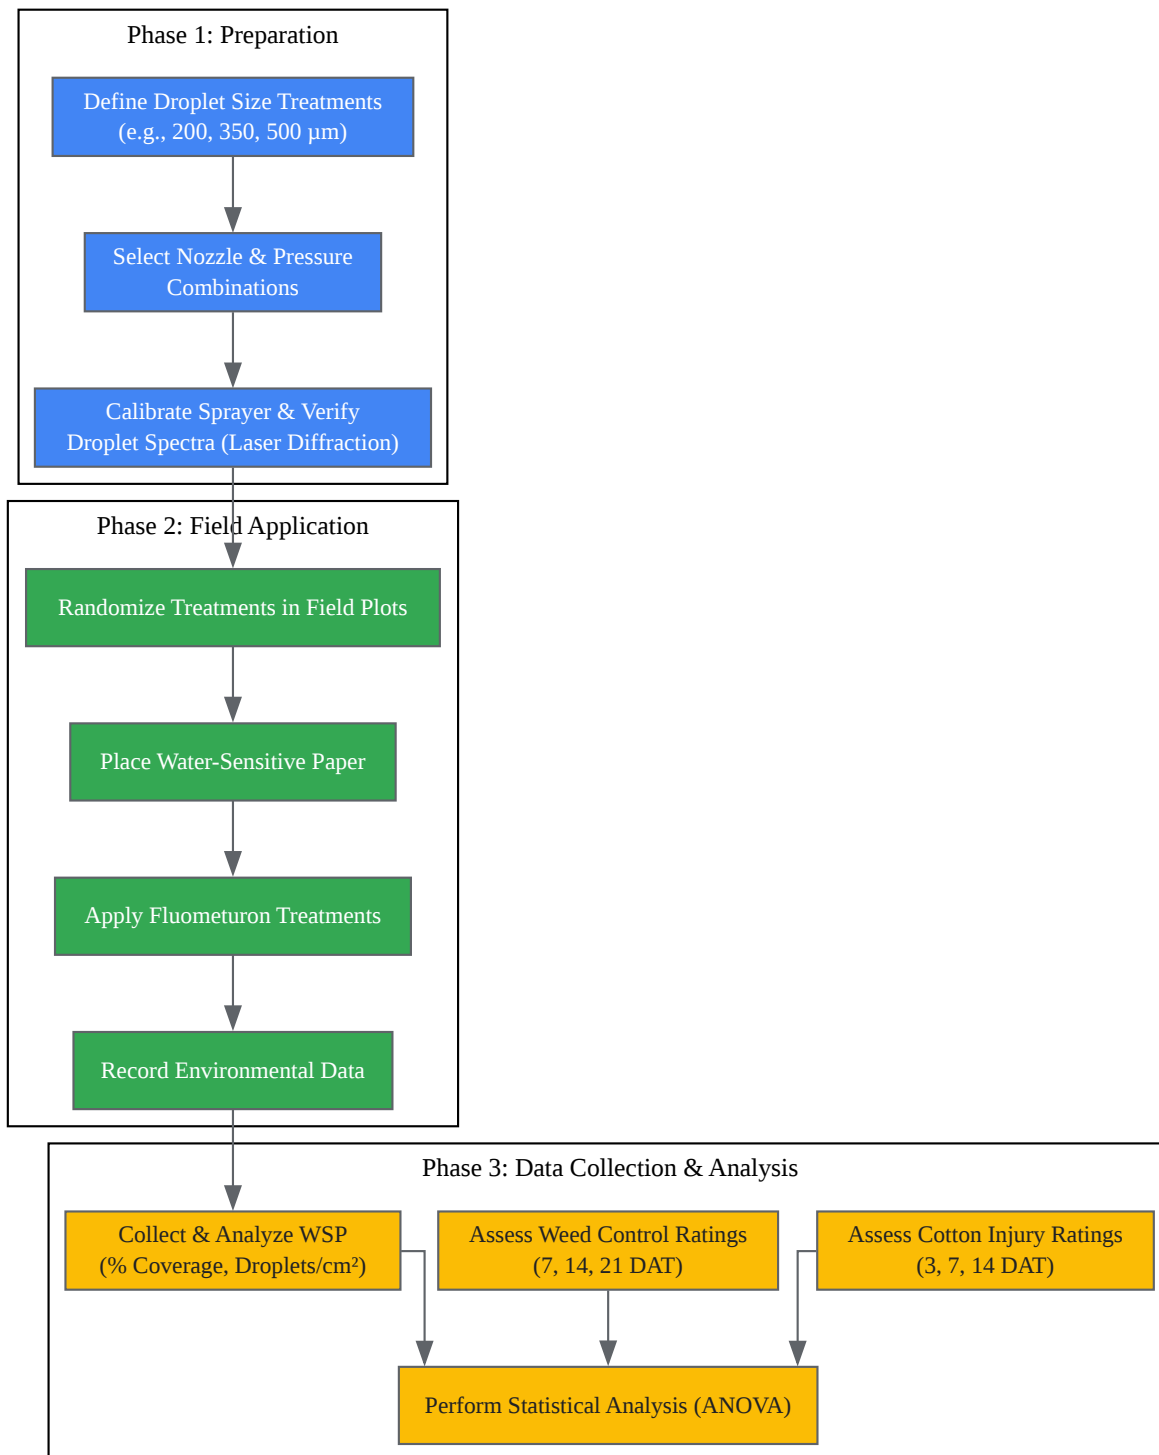 Phase 1: Preparation
Define Droplet Size Treatments
(e.g., 200, 350, 500 µm)
Select Nozzle & Pressure
Combinations
Calibrate Sprayer & Verify
Droplet Spectra (Laser Diffraction)
Phase 2: Field Application
Randomize Treatments in Field Plots
Place Water-Sensitive Paper
Apply Fluometuron Treatments
Record Environmental Data
Phase 3: Data Collection & Analysis
Collect & Analyze WSP
(% Coverage, Droplets/cm²)
Assess Weed Control Ratings
(7, 14, 21 DAT)
Assess Cotton Injury Ratings
(3, 7, 14 DAT)
Perform Statistical Analysis (ANOVA)